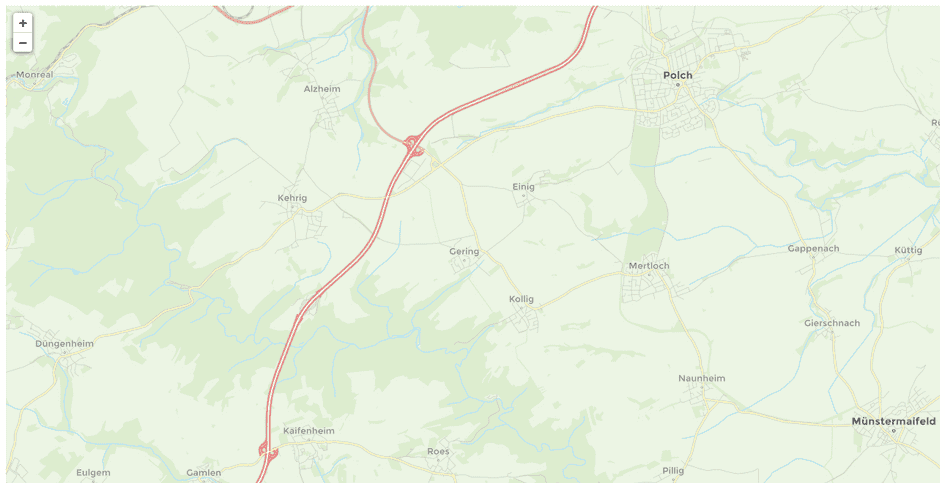 +
−
Monreal
Polch
Alzheim
Einig
Kehrig
Gering
Gappenach
Küttig
Mertloch
Kollig
Gierschnach
Düngenheim
Naunheim
Münstermaifeld
Kaifenheim
Roes
Eulgem
Gamlen
Pillig